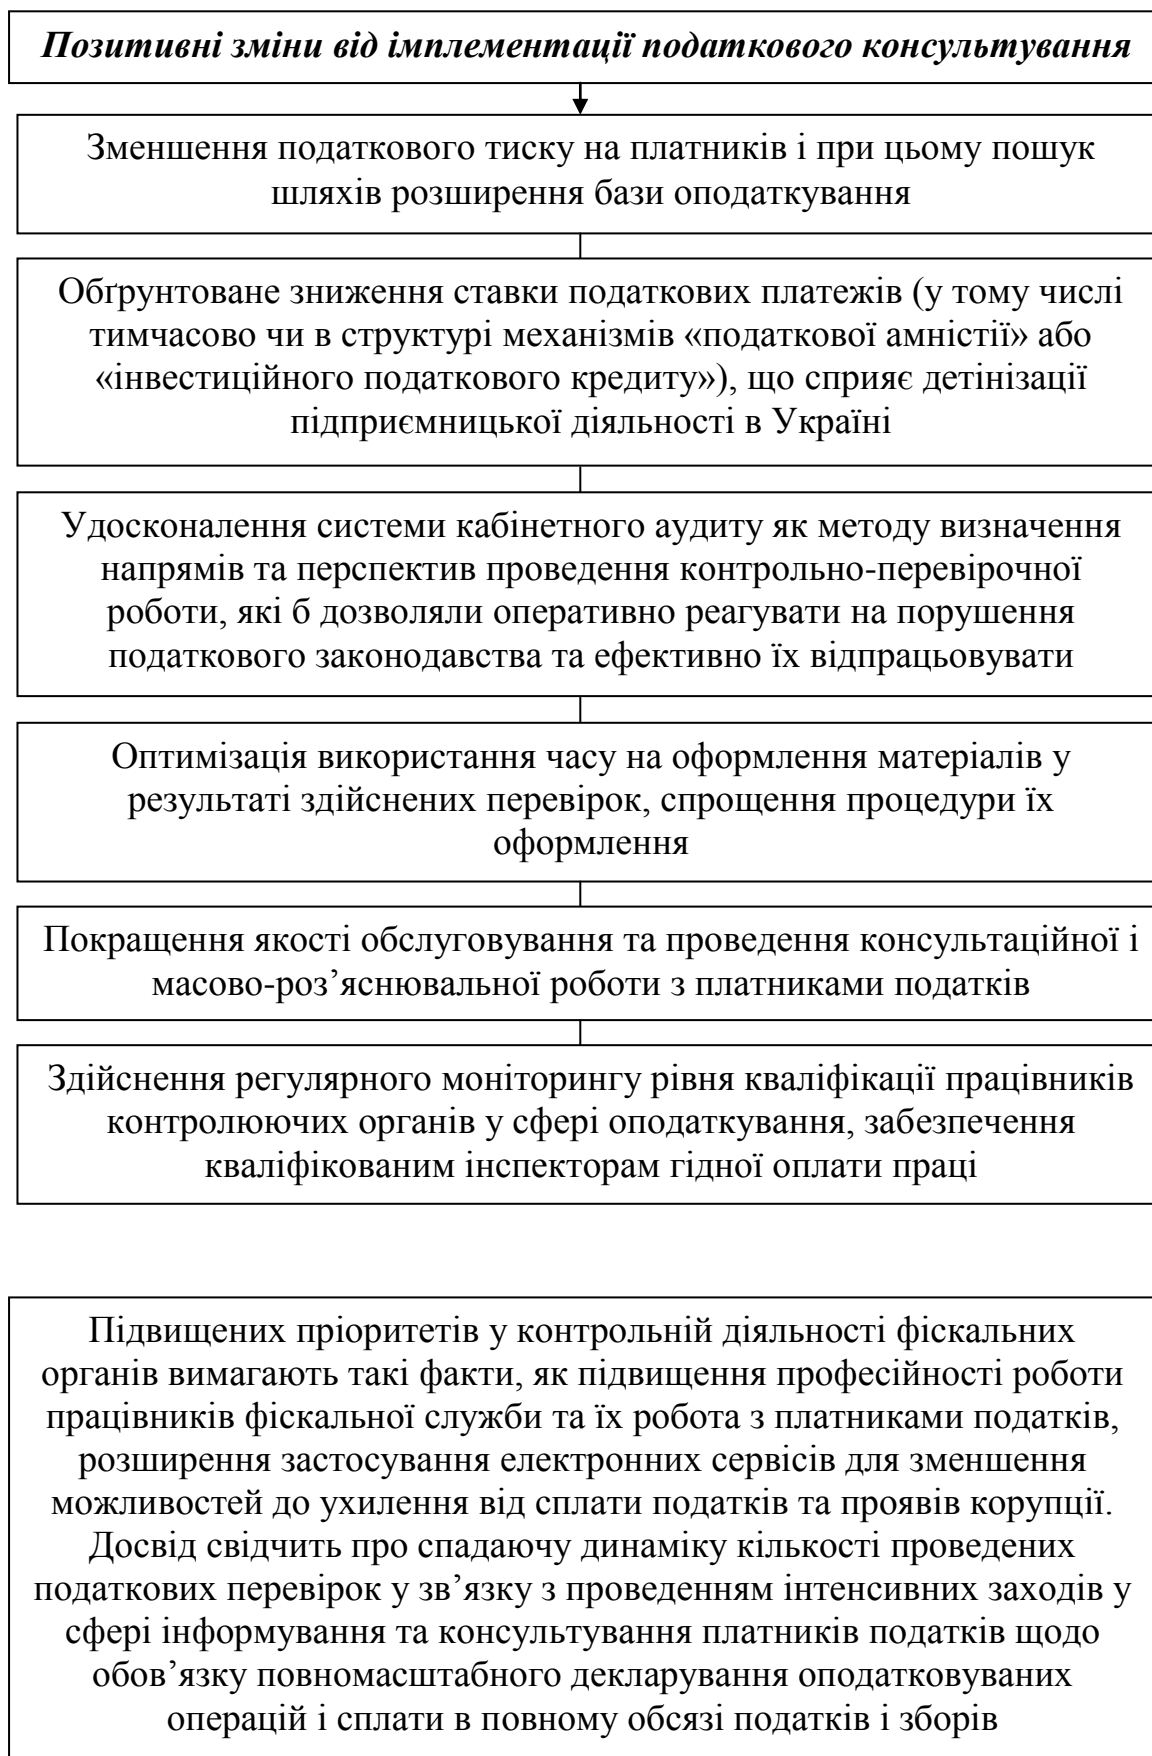 Позитивні зміни від імплементації податкового консультування
Зменшення податкового тиску на платників і при цьому пошук
шляхів розширення бази оподаткування
Обґрунтоване зниження ставки податкових платежів (у тому числі
тимчасово чи в структурі механізмів «податкової амністії» або
«інвестиційного податкового кредиту»), що сприяє детінізації
підприємницької діяльності в Україні
Удосконалення системи кабінетного аудиту як методу визначення
напрямів та перспектив проведення контрольно-перевірочної
роботи, які б дозволяли оперативно реагувати на порушення
податкового законодавства та ефективно їх відпрацьовувати
Оптимізація використання часу на оформлення матеріалів у
результаті здійснених перевірок, спрощення процедури їх
оформлення
Покращення якості обслуговування та проведення консультаційної і
масово-роз’яснювальної роботи з платниками податків
Здійснення регулярного моніторингу рівня кваліфікації працівників
контролюючих органів у сфері оподаткування, забезпечення
кваліфікованим інспекторам гідної оплати праці
Підвищених пріоритетів у контрольній діяльності фіскальних
органів вимагають такі факти, як підвищення професійності роботи
працівників фіскальної служби та їх робота з платниками податків,
розширення застосування електронних сервісів для зменшення
можливостей до ухилення від сплати податків та проявів корупції.
Досвід свідчить про спадаючу динаміку кількості проведених
податкових перевірок у зв’язку з проведенням інтенсивних заходів у
сфері інформування та консультування платників податків щодо
обов’язку повномасштабного декларування оподатковуваних
операцій і сплати в повному обсязі податків і зборів